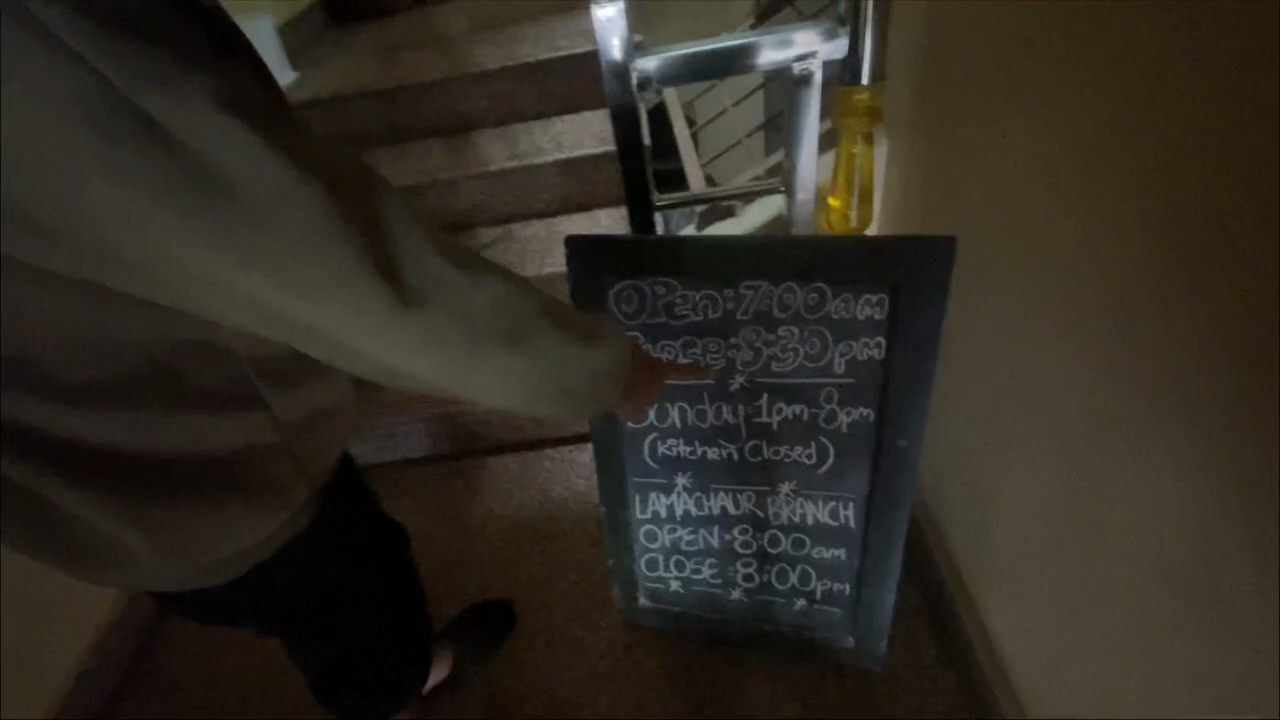 OPEn:7:00am
:8:30pm
Sunday 1pm-8pm
(kitchen Closed)
LAMACHAUR BRANCH
OPEN:8:00am
CLOSE:8:00pm